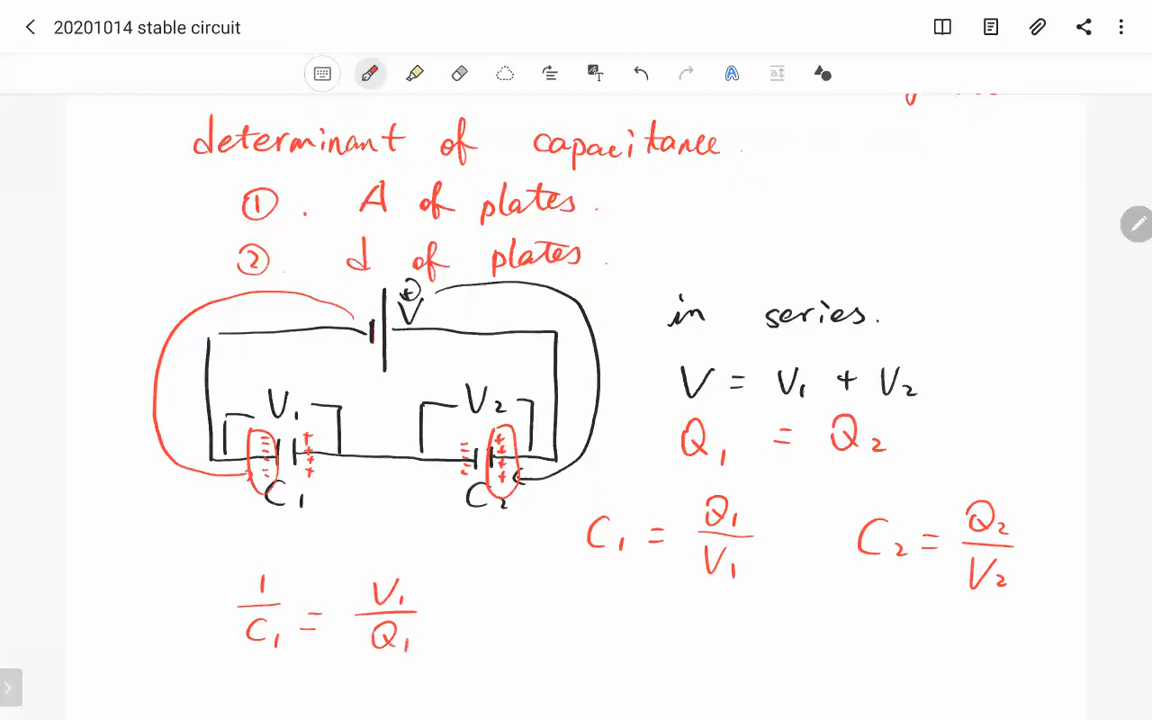 20201014 stable circuit
determinant of capacitance.
① . A of plates.
② . d of plates.
⊕
V
in series.
V₁ V₂
V = V₁ + V₂
Q₁ = Q₂
C₁ C₂
C₁ = Q₁/V₁ C₂ = Q₂/V₂
1/C₁ = V₁/Q₁